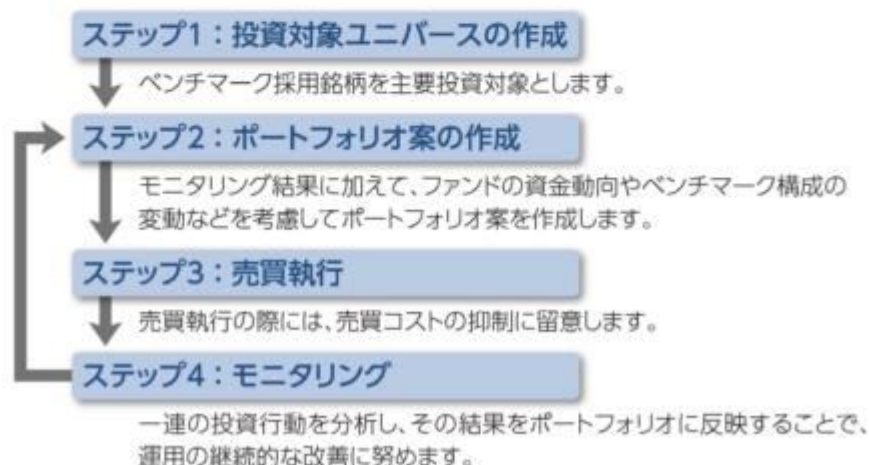 ステップ1：投資対象ユニバースの作成
ベンチマーク採用銘柄を主要投資対象とします。
ステップ2：ポートフォリオ案の作成
モニタリング結果に加えて、ファンドの資金動向やベンチマーク構成の
変動などを考慮してポートフォリオ案を作成します。
ステップ3：売買執行
売買執行の際には、売買コストの抑制に留意します。
ステップ4：モニタリング
一連の投資行動を分析し、その結果をポートフォリオに反映することで、
運用の継続的な改善に努めます。